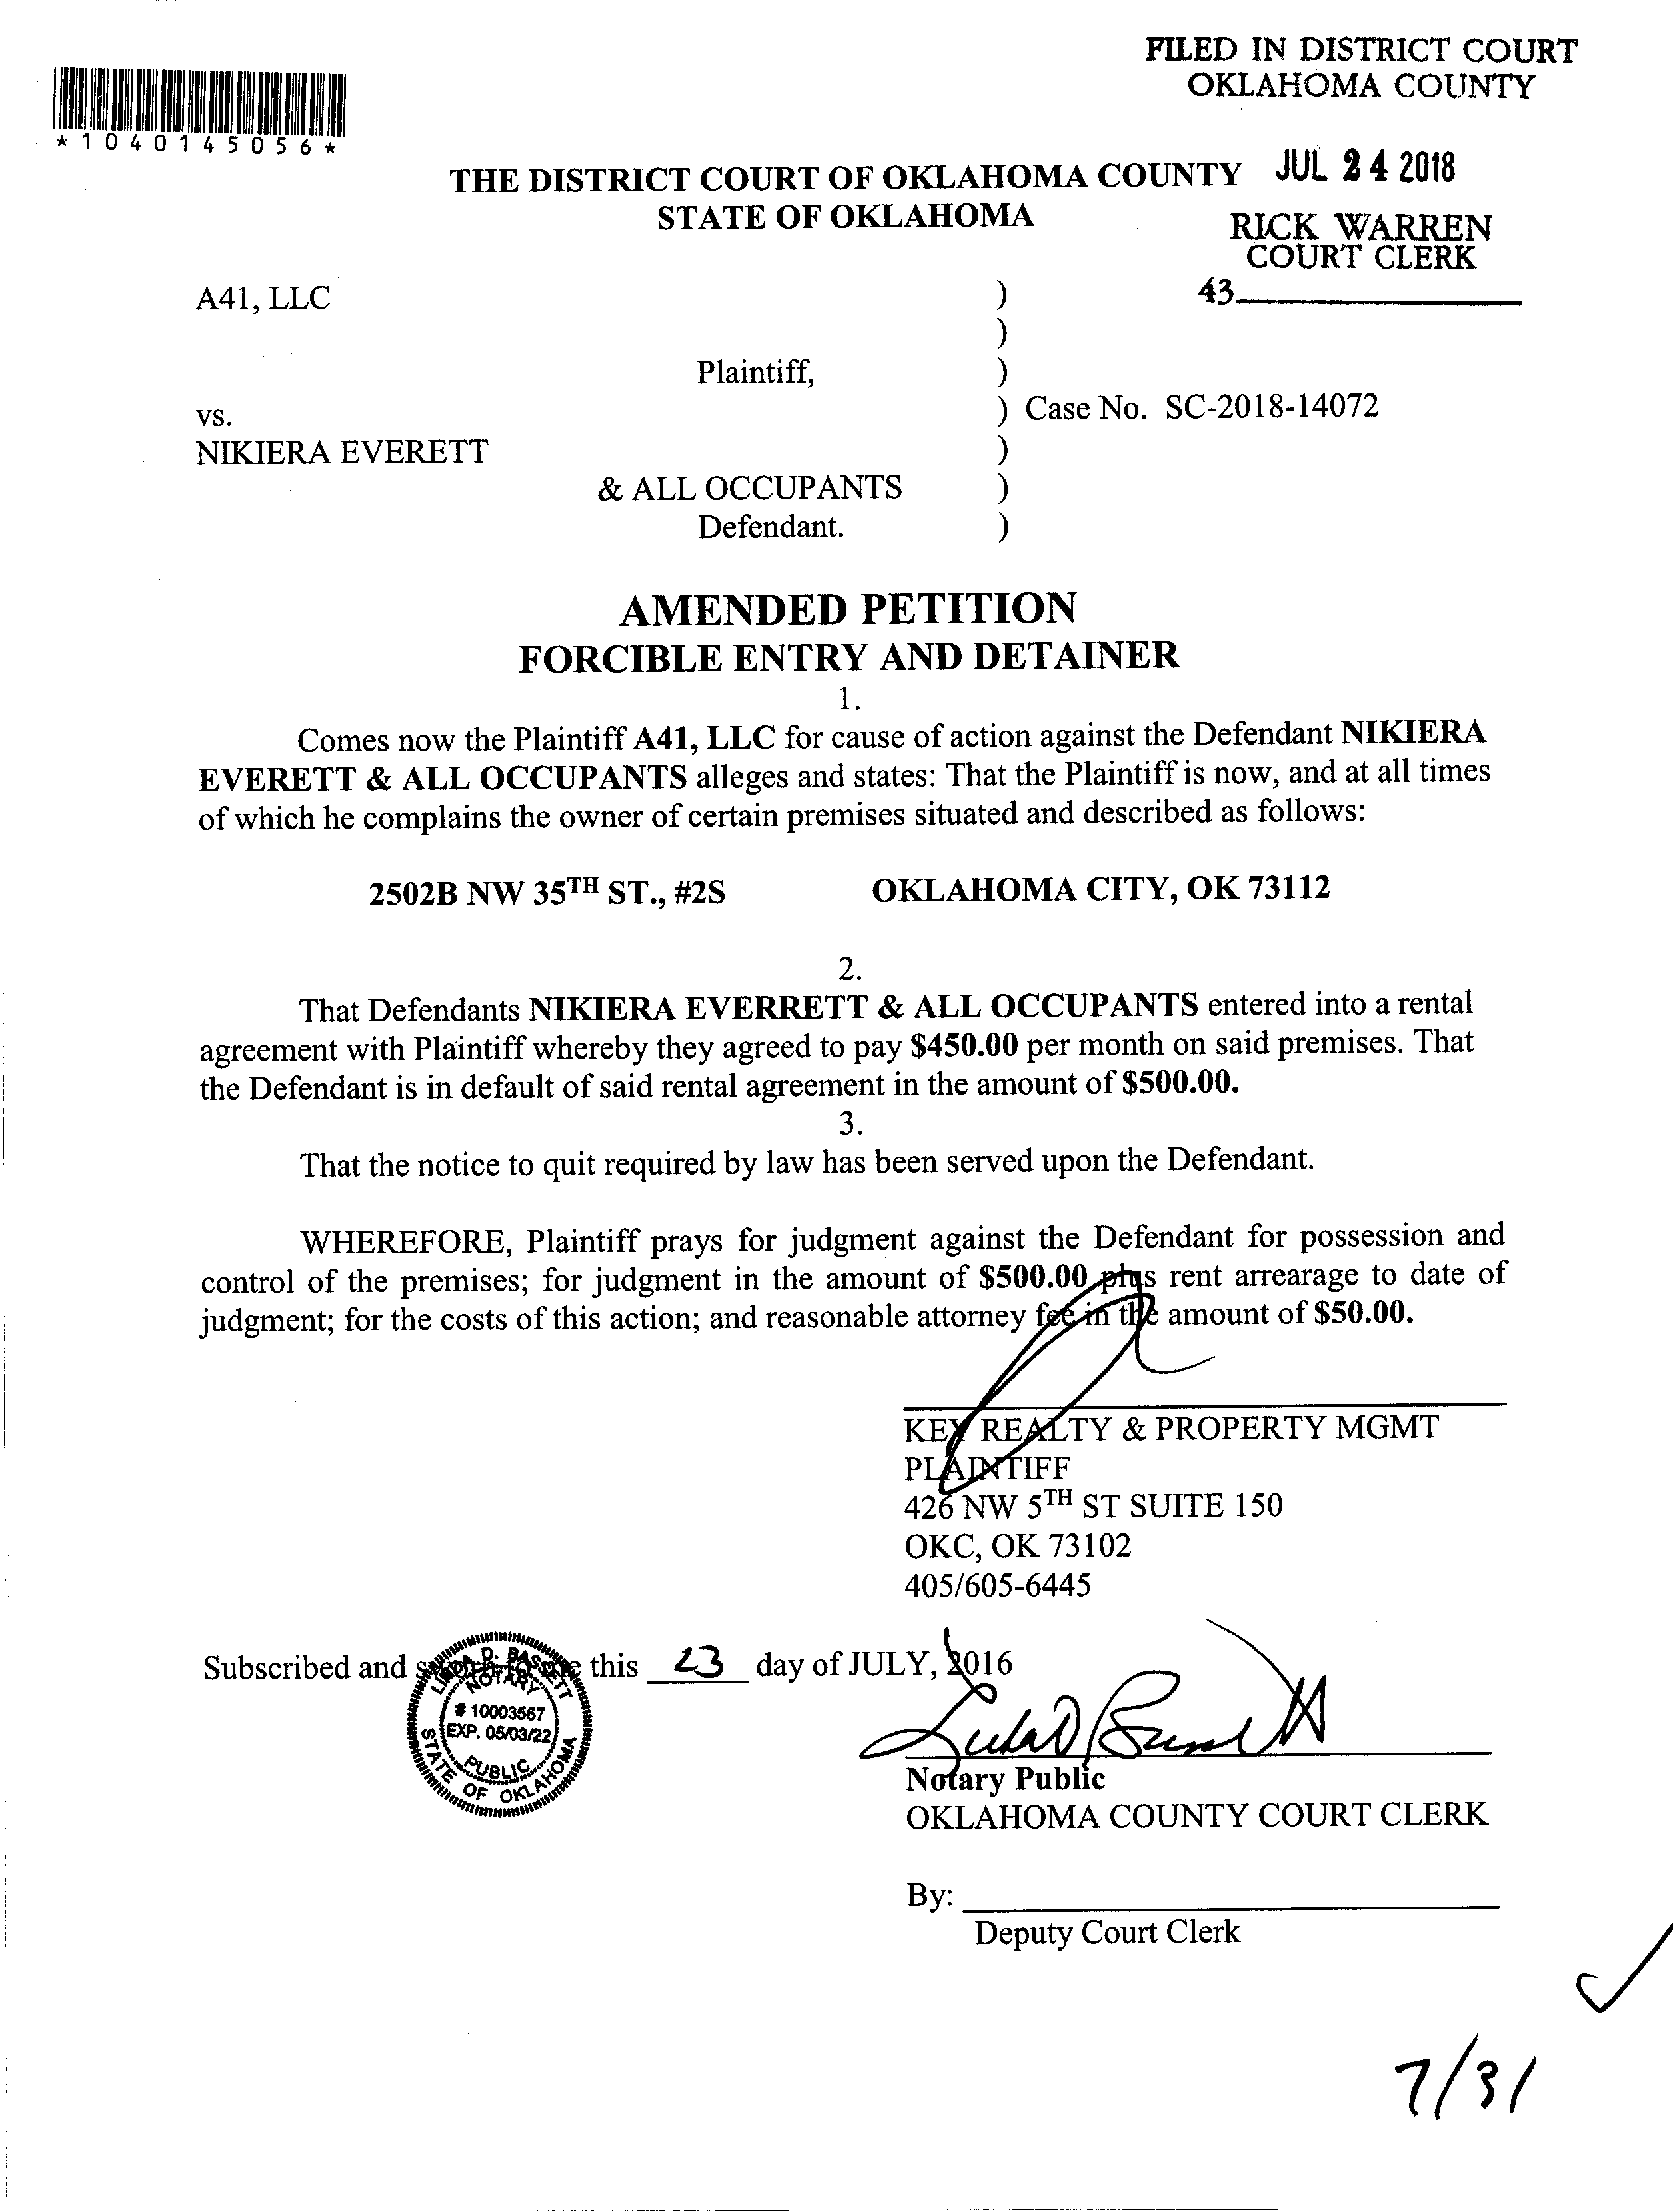 FILED IN DISTRICT COURT
OKLAHOMA COUNTY
*1040145056*
JUL 24 2018
THE DISTRICT COURT OF OKLAHOMA COUNTY
STATE OF OKLAHOMA
RICK WARREN
COURT CLERK
43
A41, LLC )
)
Plaintiff, )
vs. ) Case No. SC-2018-14072
NIKIERA EVERETT )
& ALL OCCUPANTS )
Defendant. )
AMENDED PETITION
FORCIBLE ENTRY AND DETAINER
1.
Comes now the Plaintiff A41, LLC for cause of action against the Defendant NIKIERA
EVERETT & ALL OCCUPANTS alleges and states: That the Plaintiff is now, and at all times
of which he complains the owner of certain premises situated and described as follows:
2502B NW 35TH ST., #2S OKLAHOMA CITY, OK 73112
2.
That Defendants NIKIERA EVERRETT & ALL OCCUPANTS entered into a rental
agreement with Plaintiff whereby they agreed to pay $450.00 per month on said premises. That
the Defendant is in default of said rental agreement in the amount of $500.00.
3.
That the notice to quit required by law has been served upon the Defendant.
WHEREFORE, Plaintiff prays for judgment against the Defendant for possession and
control of the premises; for judgment in the amount of $500.00 plus rent arrearage to date of
judgment; for the costs of this action; and reasonable attorney fee in the amount of $50.00.
KEY REALTY & PROPERTY MGMT
PLAINTIFF
426 NW 5TH ST SUITE 150
OKC, OK 73102
405/605-6445
Subscribed and sworn to me this 23 day of JULY, 2016
LINDA D. BASSETT
NOTARY
# 10003567
EXP. 05/03/22
PUBLIC
STATE OF OKLAHOMA
Notary Public
OKLAHOMA COUNTY COURT CLERK
By:
Deputy Court Clerk
7/31